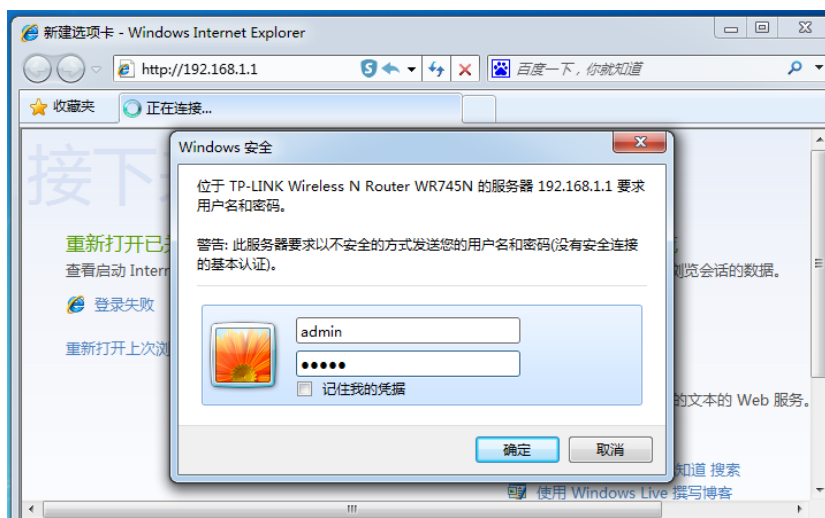 新建选项卡 - Windows Internet Explorer
http://192.168.1.1
百度一下，你就知道
收藏夹
正在连接...
接下
Windows 安全
位于 TP-LINK Wireless N Router WR745N 的服务器 192.168.1.1 要求
用户名和密码。
警告: 此服务器要求以不安全的方式发送您的用户名和密码(没有安全连接
的基本认证)。
重新打开已
查看启动 Intern
浏览会话的数据。
登录失败
admin
●●●●●
重新打开上次浏
记住我的凭据
的文本的 Web 服务。
确定
取消
知道 搜索
使用 Windows Live 撰写博客